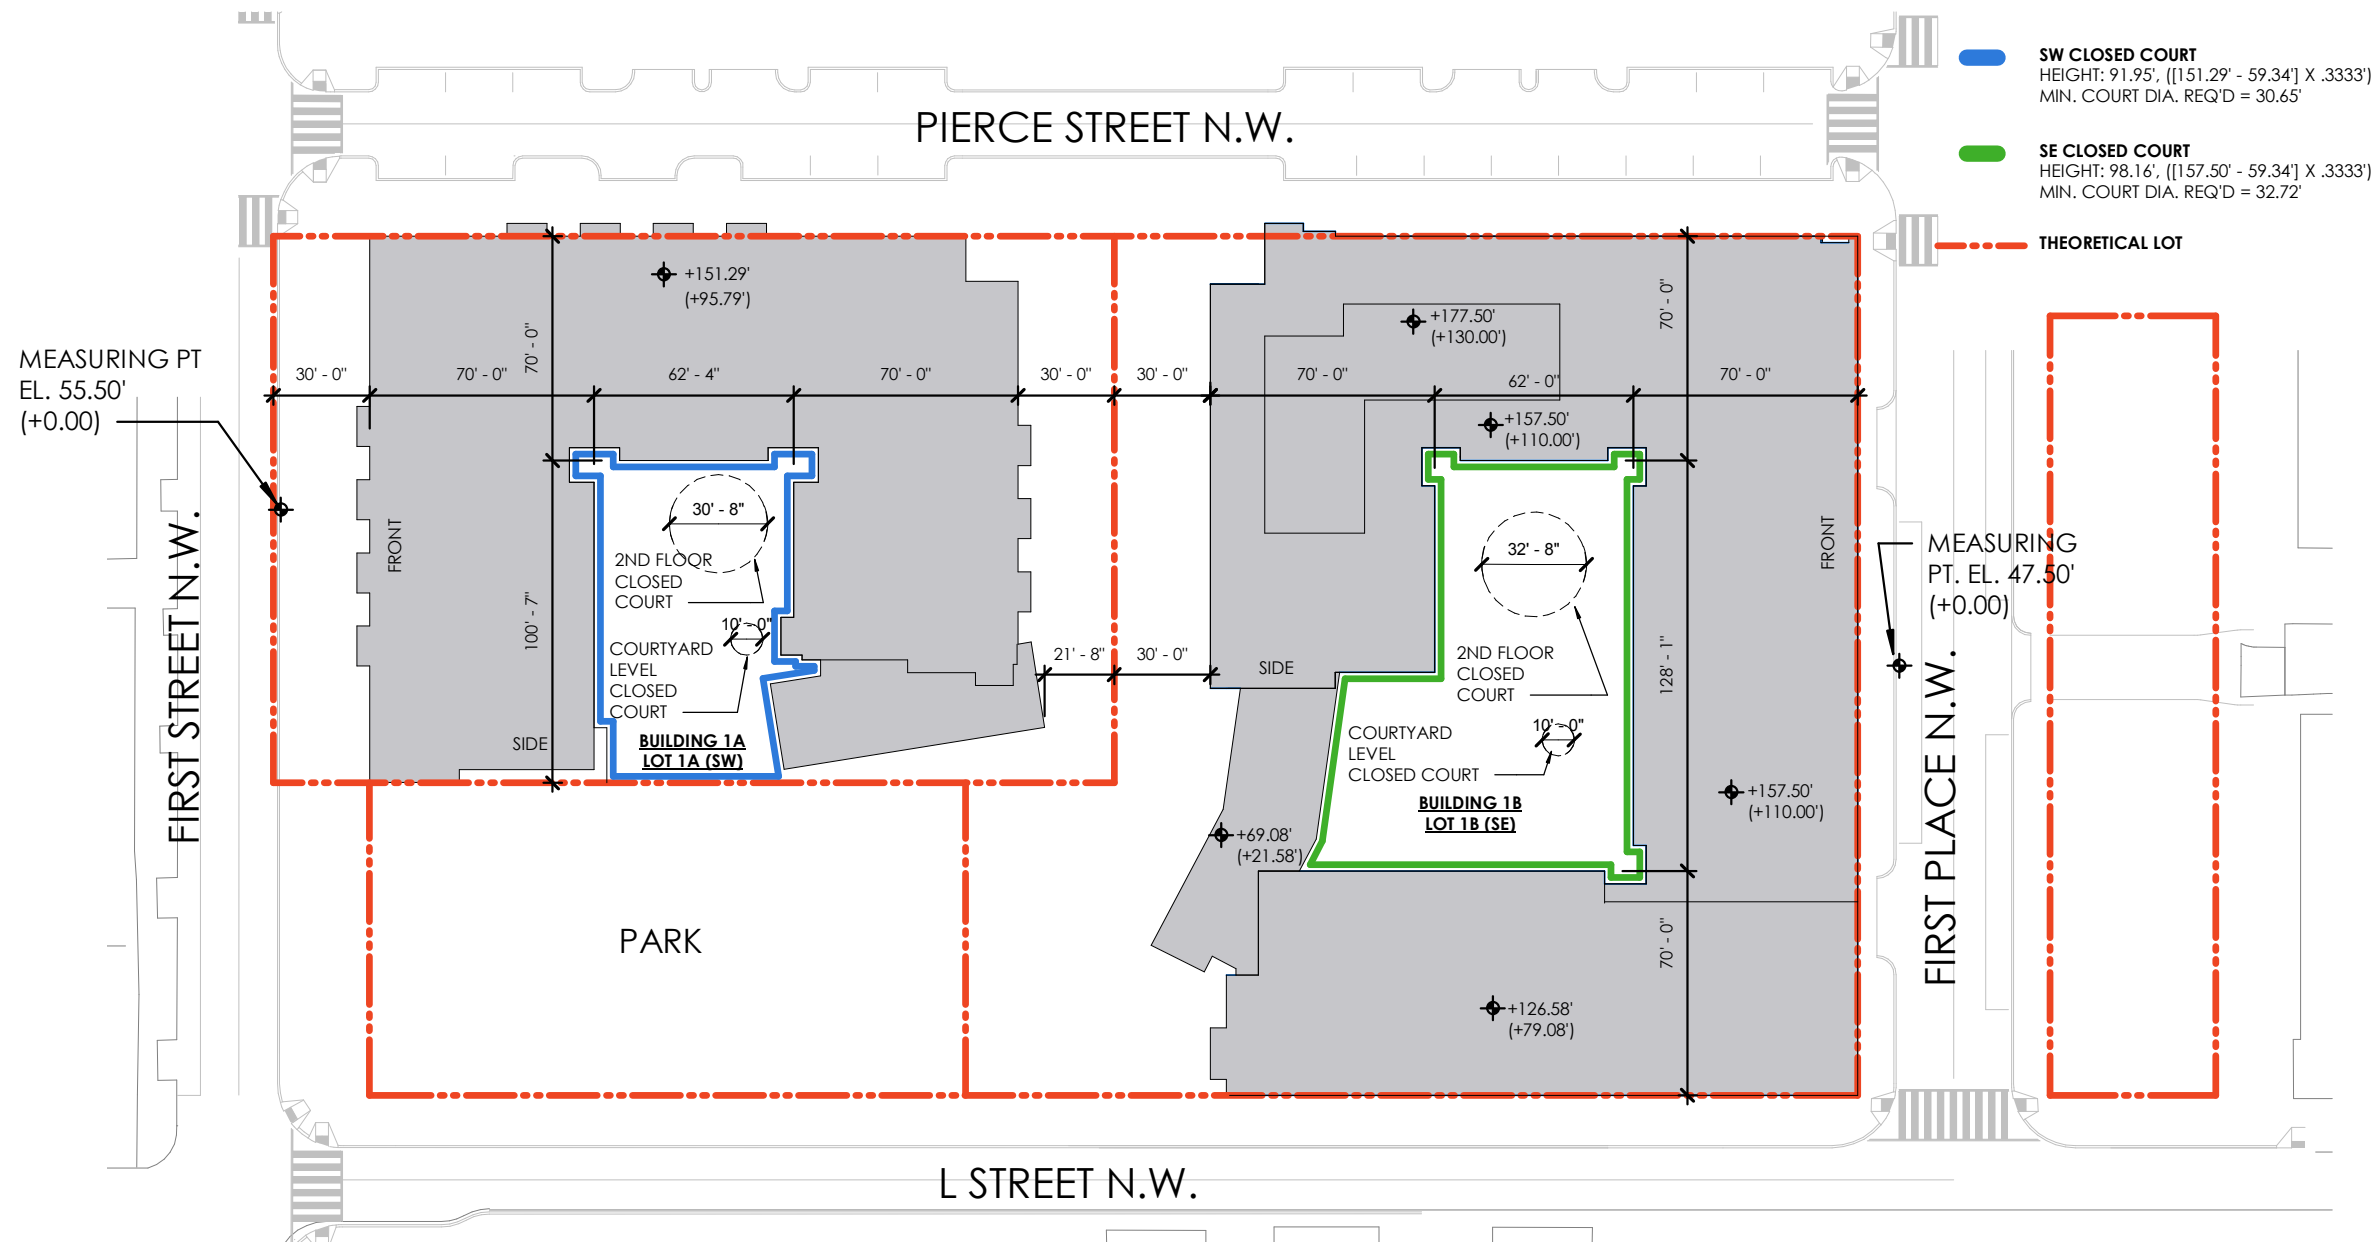 SW CLOSED COURT
HEIGHT: 91.95', ([151.29' - 59.34'] X .3333')
MIN. COURT DIA. REQ'D = 30.65'
SE CLOSED COURT
HEIGHT: 98.16', ([157.50' - 59.34'] X .3333')
MIN. COURT DIA. REQ'D = 32.72'
THEORETICAL LOT
PIERCE STREET N.W.
+151.29'
(+95.79')
+177.50'
(+130.00')
70' - 0"
70' - 0"
MEASURING PT
EL. 55.50'
(+0.00)
30' - 0"
70' - 0"
62' - 4"
70' - 0"
30' - 0"
30' - 0"
70' - 0"
62' - 0"
70' - 0"
+157.50'
(+110.00')
FRONT
30' - 8"
2ND FLOOR
CLOSED
COURT
100' - 7"
10' - 0"
COURTYARD
LEVEL
CLOSED
COURT
SIDE
BUILDING 1A
LOT 1A (SW)
21' - 8"
30' - 0"
SIDE
32' - 8"
2ND FLOOR
CLOSED
COURT
10' - 0"
COURTYARD
LEVEL
CLOSED COURT
BUILDING 1B
LOT 1B (SE)
128' - 1"
FRONT
MEASURING
PT. EL. 47.50'
(+0.00)
+157.50'
(+110.00')
+69.08'
(+21.58')
FIRST STREET N.W.
FIRST PLACE N.W.
PARK
70' - 0"
+126.58'
(+79.08')
L STREET N.W.